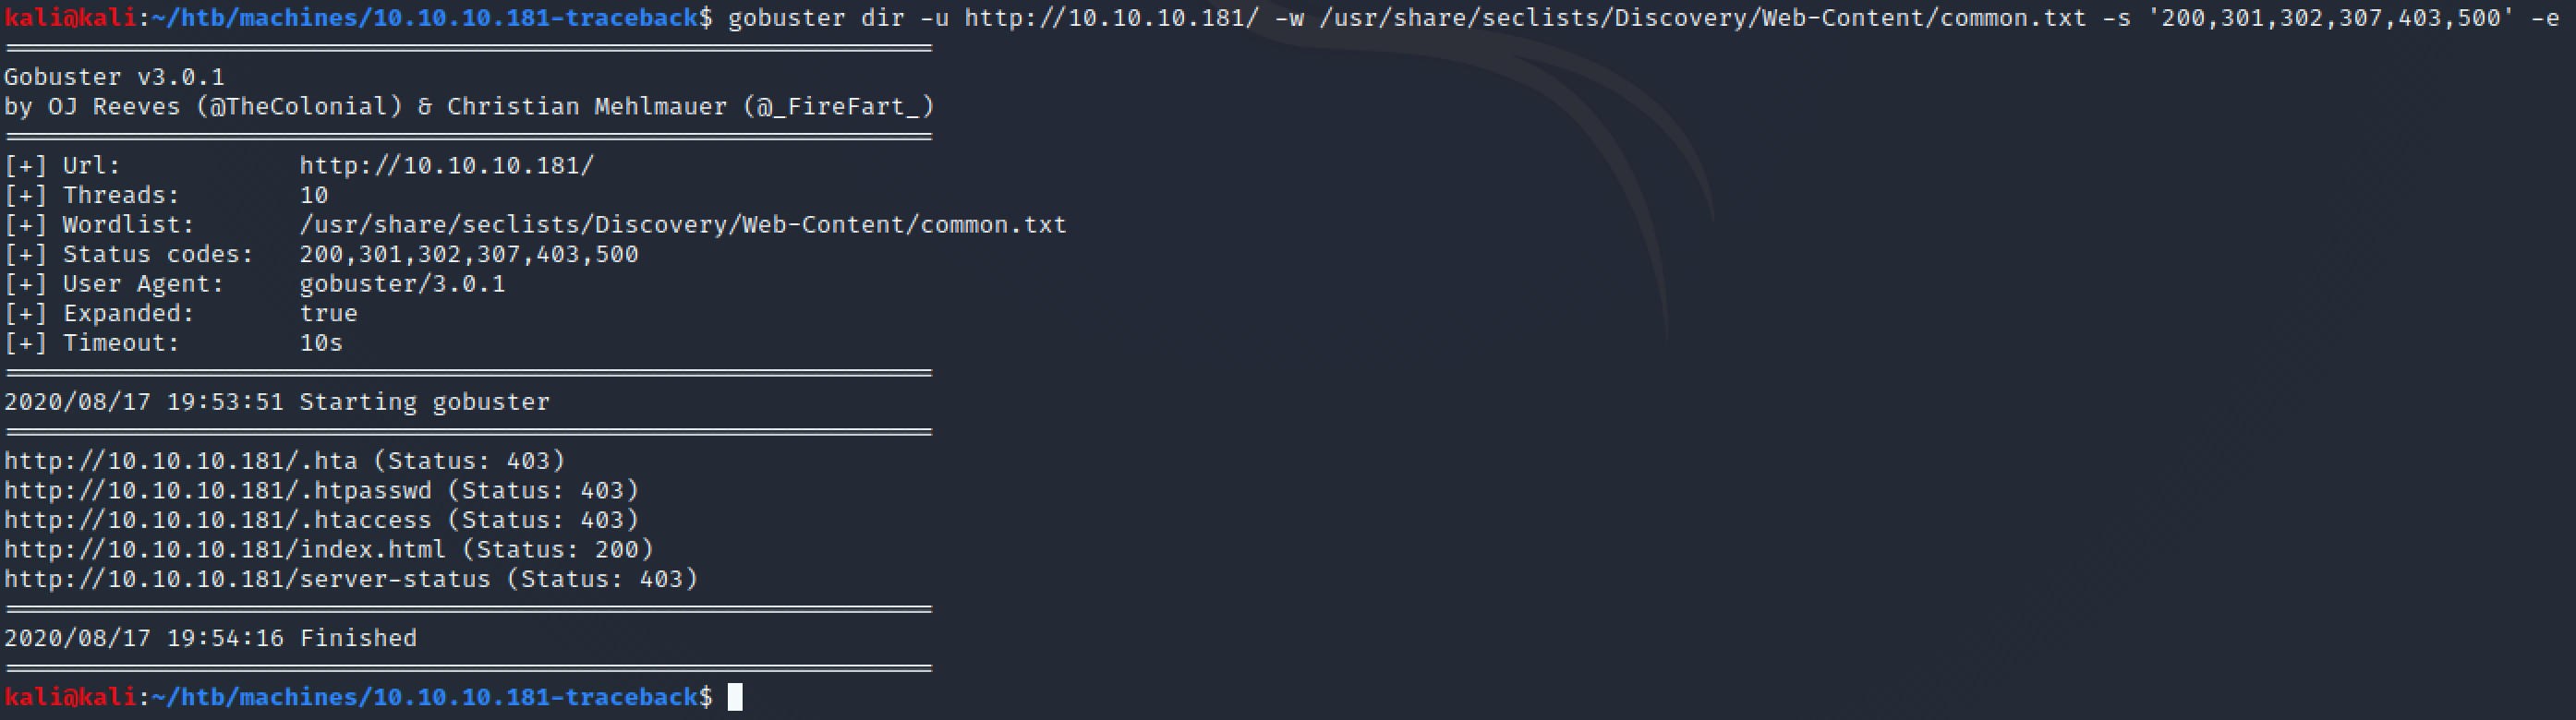 kali@kali:~/htb/machines/10.10.10.181-traceback$ gobuster dir -u http://10.10.10.181/ -w /usr/share/seclists/Discovery/Web-Content/common.txt -s '200,301,302,307,403,500' -e
===============================================================
Gobuster v3.0.1
by OJ Reeves (@TheColonial) & Christian Mehlmauer (@_FireFart_)
===============================================================
[+] Url:            http://10.10.10.181/
[+] Threads:        10
[+] Wordlist:       /usr/share/seclists/Discovery/Web-Content/common.txt
[+] Status codes:   200,301,302,307,403,500
[+] User Agent:     gobuster/3.0.1
[+] Expanded:       true
[+] Timeout:        10s
===============================================================
2020/08/17 19:53:51 Starting gobuster
===============================================================
http://10.10.10.181/.hta (Status: 403)
http://10.10.10.181/.htpasswd (Status: 403)
http://10.10.10.181/.htaccess (Status: 403)
http://10.10.10.181/index.html (Status: 200)
http://10.10.10.181/server-status (Status: 403)
===============================================================
2020/08/17 19:54:16 Finished
===============================================================
kali@kali:~/htb/machines/10.10.10.181-traceback$